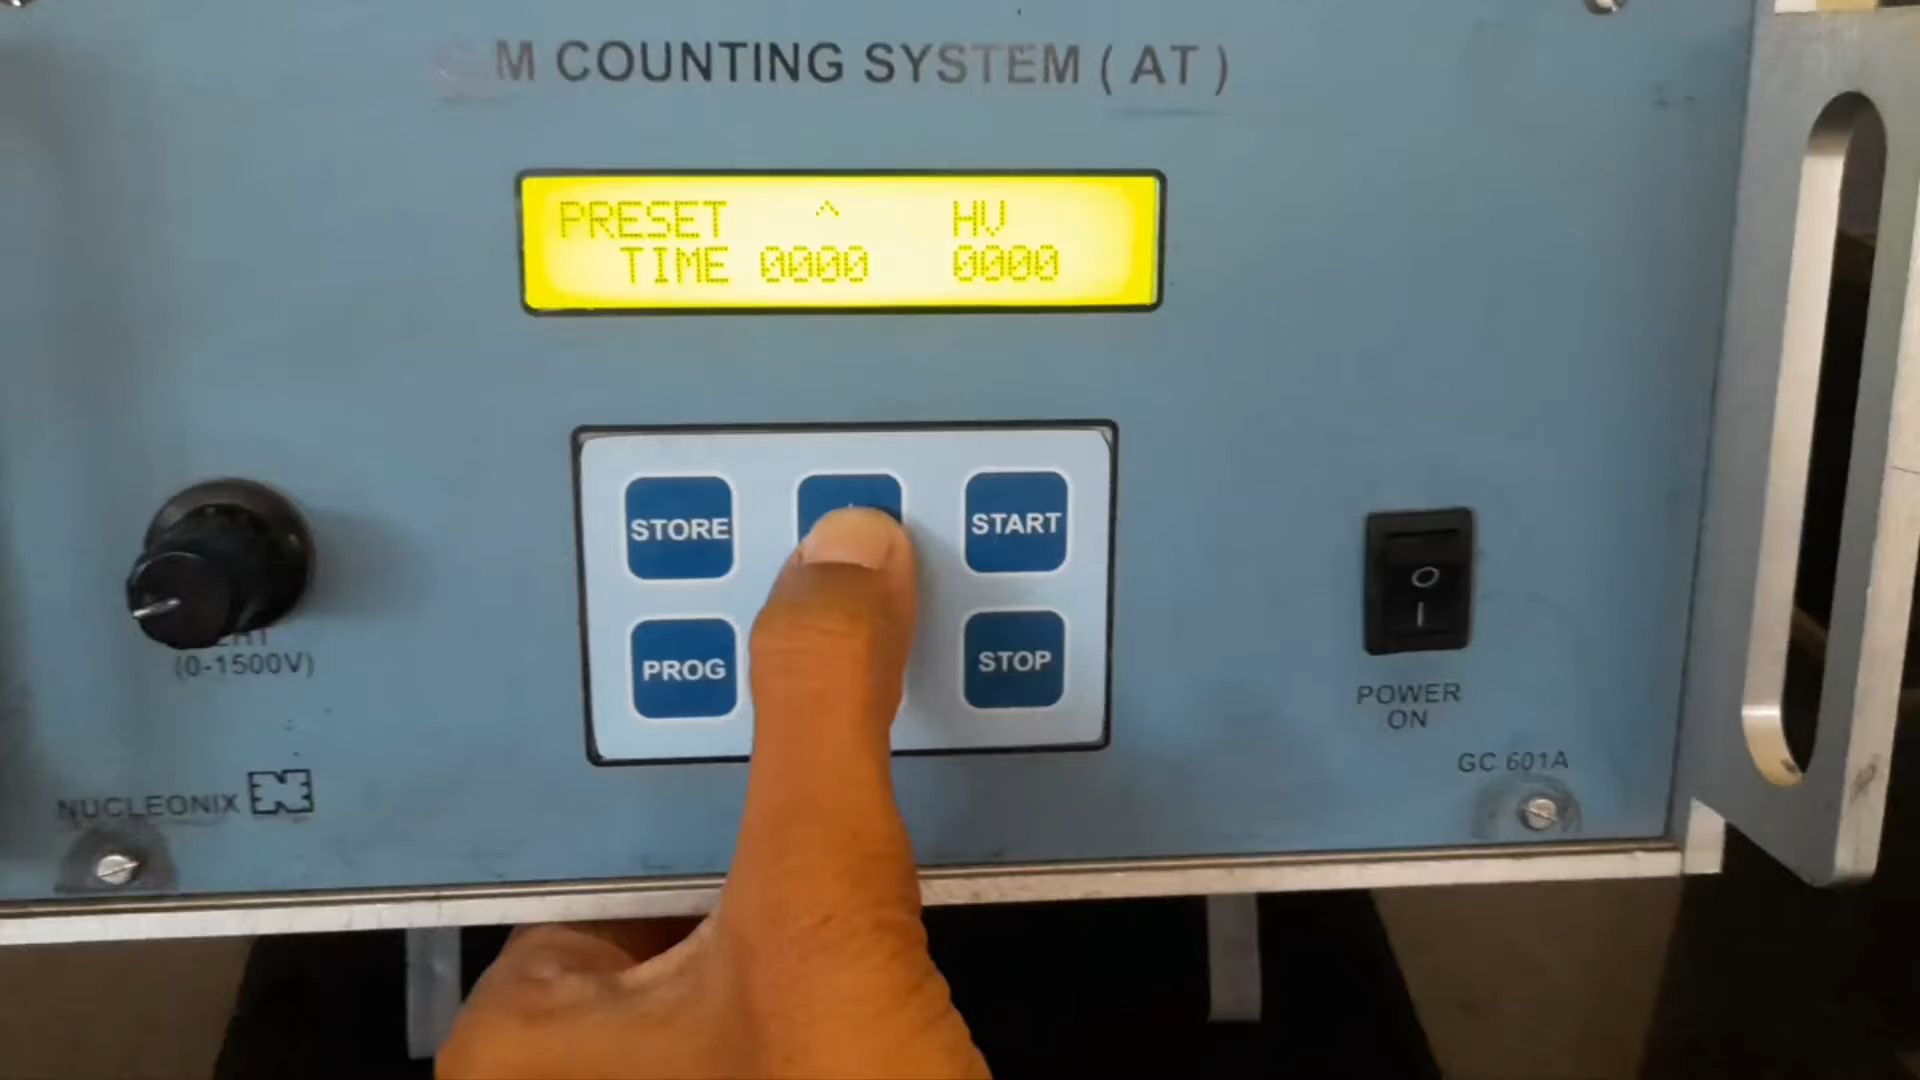 M COUNTING SYSTEM ( AT )
PRESET ^ HV
TIME 0000 0000
STORE
START
PROG
STOP
(0-1500V)
POWER
ON
NUCLEONIX
GC 601A